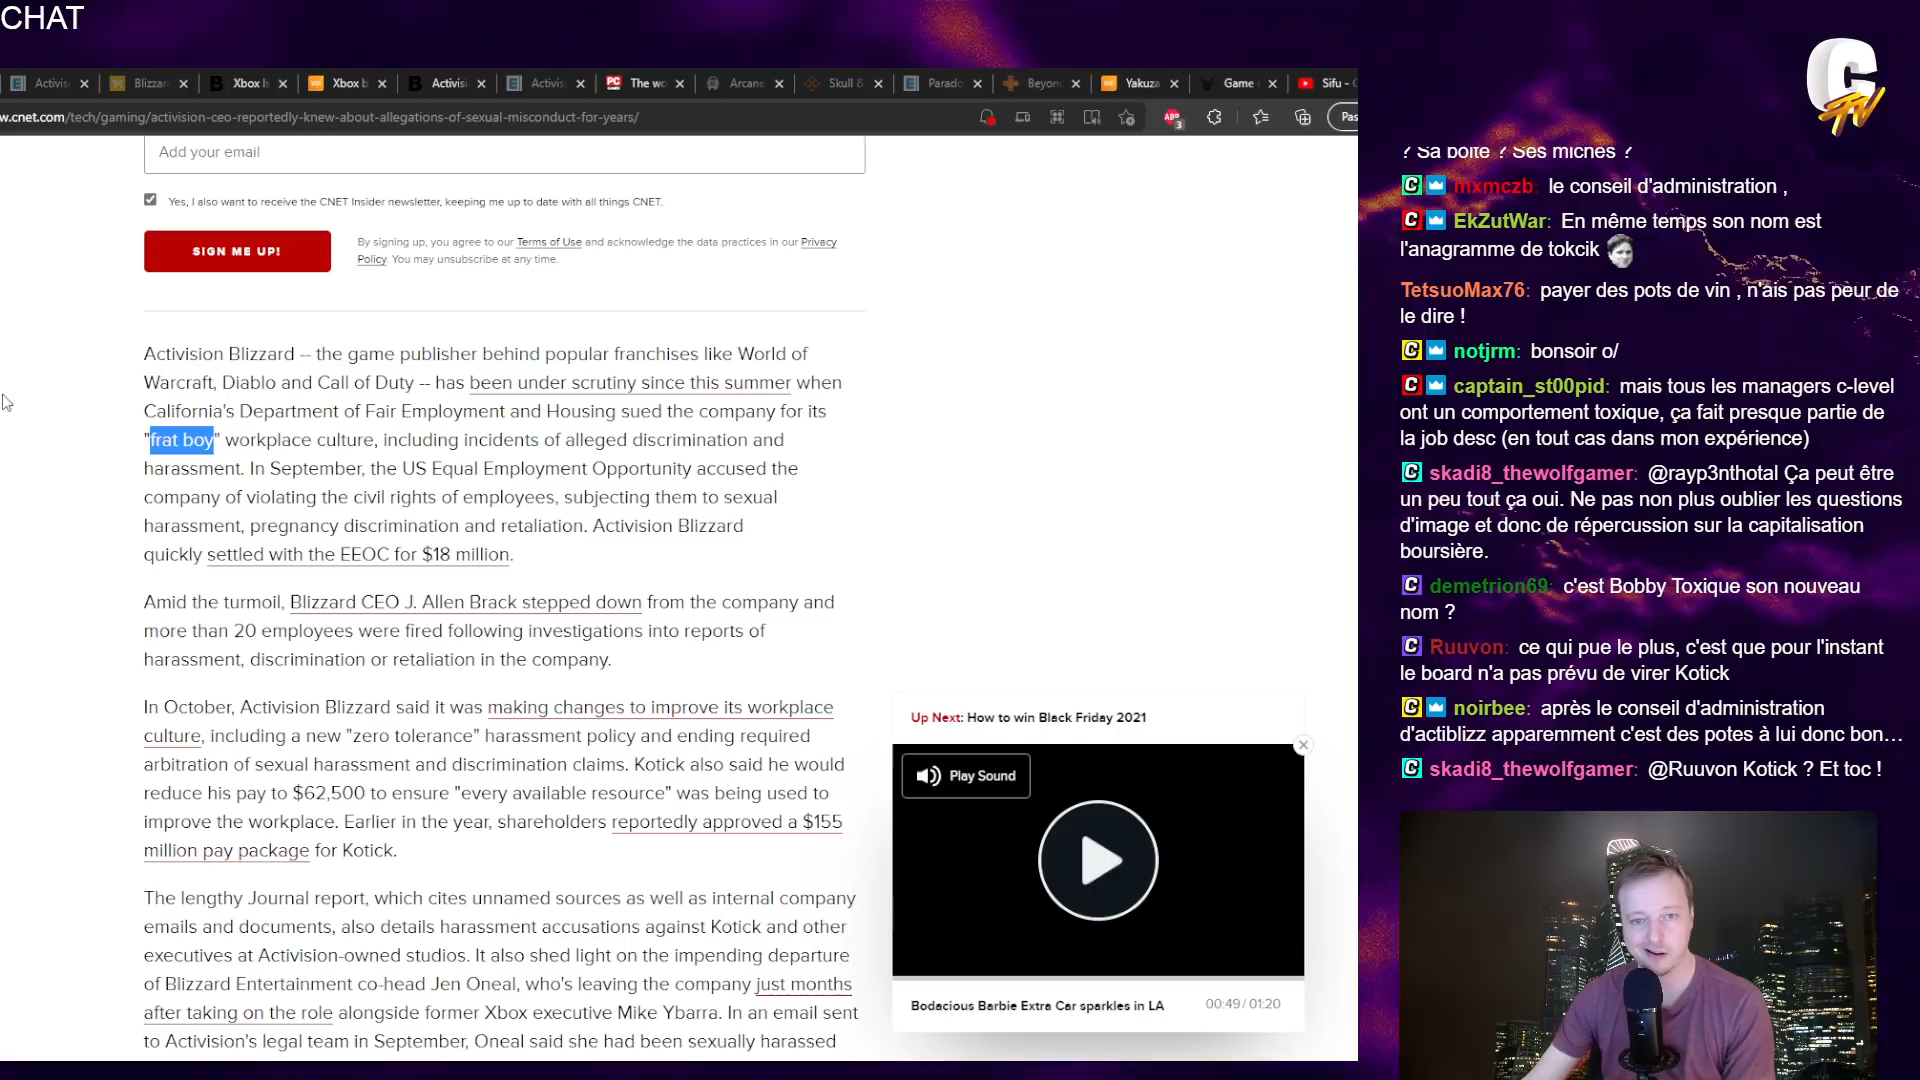 CHAT
Activis
Blizzar
Xbox Is
Xbox b
Activisi
Activis
PC
The wo
Arcane
Skull &
Parado
Beyon
Yakuza
Game
Sifu -
w.cnet.com/tech/gaming/activision-ceo-reportedly-knew-about-allegations-of-sexual-misconduct-for-years/
ABP
3
Pas
Add your email
Yes, I also want to receive the CNET Insider newsletter, keeping me up to date with all things CNET.
SIGN ME UP!
By signing up, you agree to our Terms of Use and acknowledge the data practices in our Privacy
Policy. You may unsubscribe at any time.
Activision Blizzard -- the game publisher behind popular franchises like World of
Warcraft, Diablo and Call of Duty -- has been under scrutiny since this summer when
California's Department of Fair Employment and Housing sued the company for its
"frat boy" workplace culture, including incidents of alleged discrimination and
harassment. In September, the US Equal Employment Opportunity accused the
company of violating the civil rights of employees, subjecting them to sexual
harassment, pregnancy discrimination and retaliation. Activision Blizzard
quickly settled with the EEOC for $18 million.
Amid the turmoil, Blizzard CEO J. Allen Brack stepped down from the company and
more than 20 employees were fired following investigations into reports of
harassment, discrimination or retaliation in the company.
In October, Activision Blizzard said it was making changes to improve its workplace
culture, including a new "zero tolerance" harassment policy and ending required
arbitration of sexual harassment and discrimination claims. Kotick also said he would
reduce his pay to $62,500 to ensure "every available resource" was being used to
improve the workplace. Earlier in the year, shareholders reportedly approved a $155
million pay package for Kotick.
The lengthy Journal report, which cites unnamed sources as well as internal company
emails and documents, also details harassment accusations against Kotick and other
executives at Activision-owned studios. It also shed light on the impending departure
of Blizzard Entertainment co-head Jen Oneal, who's leaving the company just months
after taking on the role alongside former Xbox executive Mike Ybarra. In an email sent
to Activision's legal team in September, Oneal said she had been sexually harassed
Up Next: How to win Black Friday 2021
Play Sound
Bodacious Barbie Extra Car sparkles in LA
00:49 / 01:20
C
TV
? Sa boîte ? Ses miches ?
mxmczb: le conseil d'administration ,
EkZutWar: En même temps son nom est
l'anagramme de tokcik
TetsuoMax76: payer des pots de vin , n'ais pas peur de
le dire !
notjrm: bonsoir o/
captain_st00pid: mais tous les managers c-level
ont un comportement toxique, ça fait presque partie de
la job desc (en tout cas dans mon expérience)
skadi8_thewolfgamer: @rayp3nthotal Ça peut être
un peu tout ça oui. Ne pas non plus oublier les questions
d'image et donc de répercussion sur la capitalisation
boursière.
demetrion69: c'est Bobby Toxique son nouveau
nom ?
Ruuvon: ce qui pue le plus, c'est que pour l'instant
le board n'a pas prévu de virer Kotick
noirbee: après le conseil d'administration
d'actiblizz apparemment c'est des potes à lui donc bon…
skadi8_thewolfgamer: @Ruuvon Kotick ? Et toc !